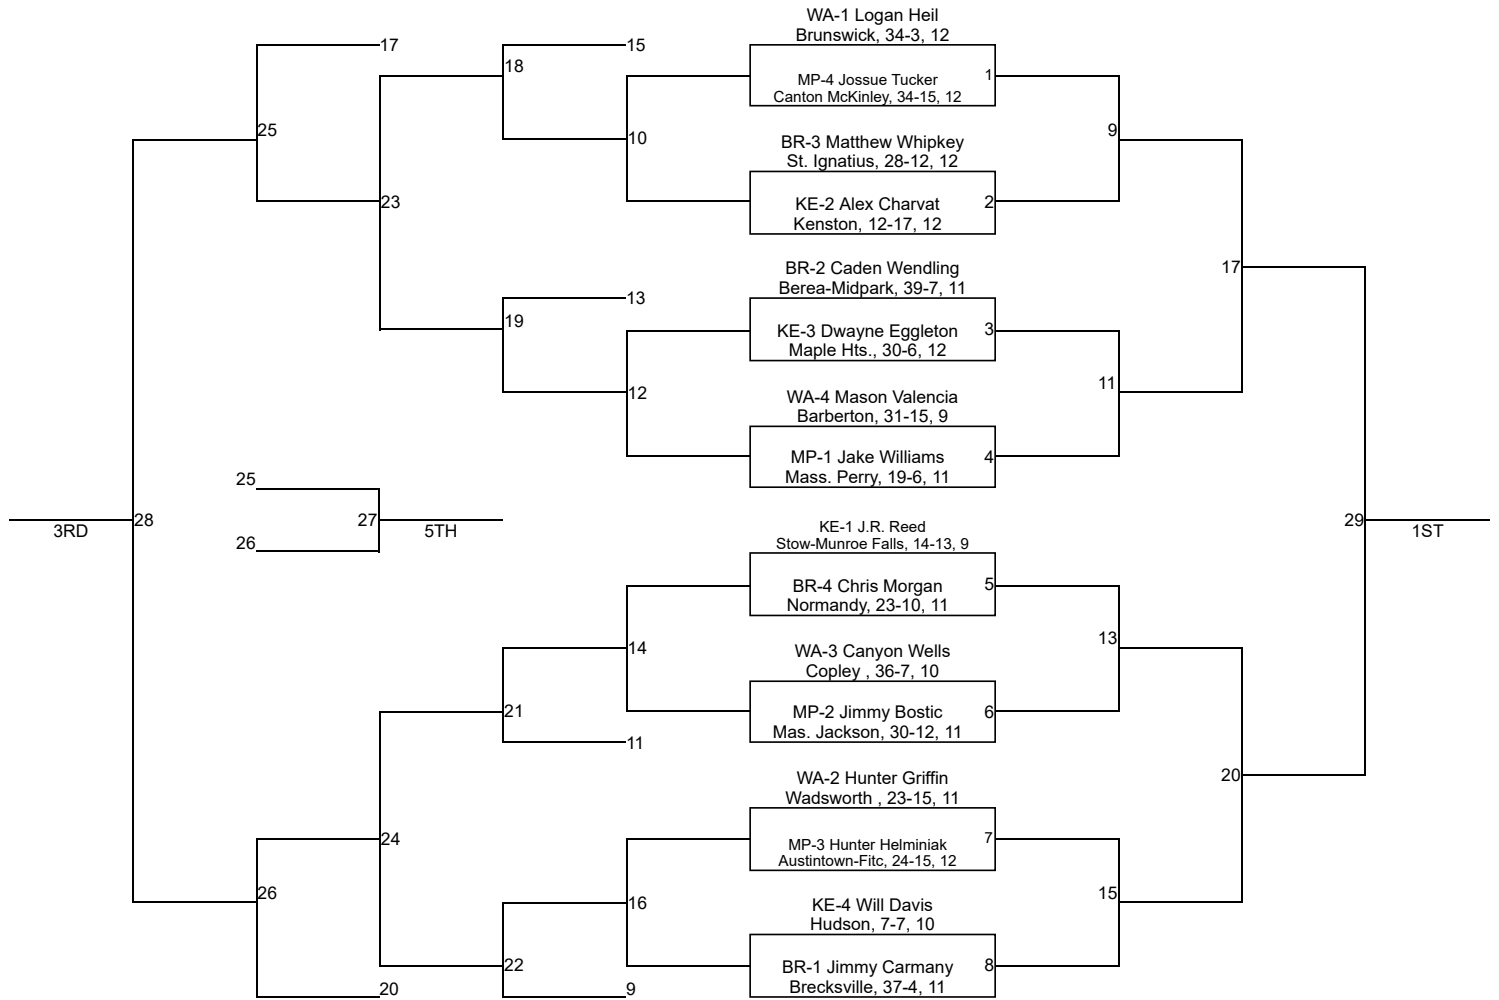 WA-1 Logan Heil
Brunswick, 34-3, 12
17
15
18
MP-4 Jossue Tucker
1
Canton McKinley, 34-15, 12
25
10
9
BR-3 Matthew Whipkey
St. Ignatius, 28-12, 12
23
KE-2 Alex Charvat
2
Kenston, 12-17, 12
BR-2 Caden Wendling
17
Berea-Midpark, 39-7, 11
13
19
KE-3 Dwayne Eggleton
3
Maple Hts., 30-6, 12
11
12
WA-4 Mason Valencia
Barberton, 31-15, 9
MP-1 Jake Williams
4
Mass. Perry, 19-6, 11
25
28
27
29
3RD
5TH
1ST
KE-1 J.R. Reed
26
Stow-Munroe Falls, 14-13, 9
BR-4 Chris Morgan
5
Normandy, 23-10, 11
14
13
WA-3 Canyon Wells
Copley , 36-7, 10
21
MP-2 Jimmy Bostic
6
Mas. Jackson, 30-12, 11
11
WA-2 Hunter Griffin
20
Wadsworth , 23-15, 11
24
MP-3 Hunter Helminiak
7
Austintown-Fitc, 24-15, 12
26
16
15
KE-4 Will Davis
Hudson, 7-7, 10
22
BR-1 Jimmy Carmany
8
Brecksville, 37-4, 11
20
9